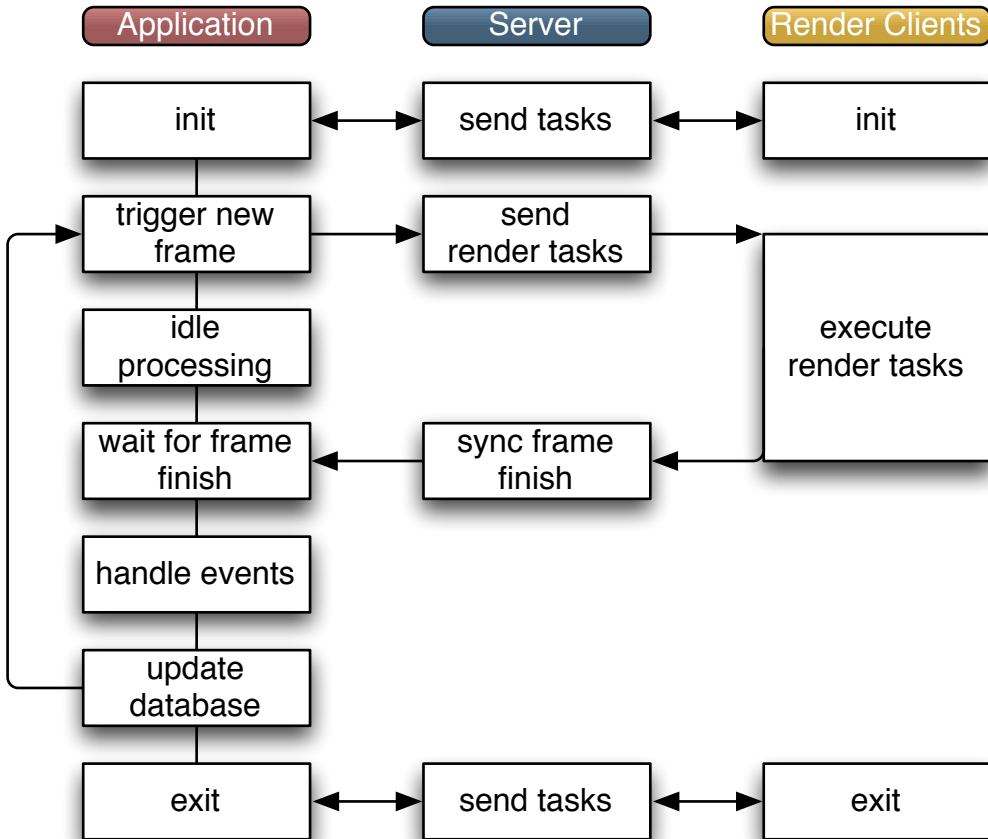 Application
Server
Render Clients
init
send tasks
init
trigger new
frame
send
render tasks
execute
render tasks
idle
processing
wait for frame
finish
sync frame
finish
handle events
update
database
exit
send tasks
exit